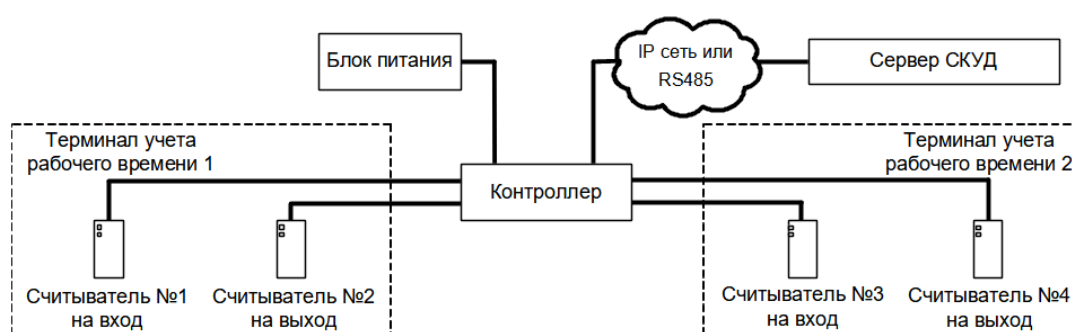 Блок питания
IP сеть или
RS485
Сервер СКУД
Терминал учета
рабочего времени 1
Терминал учета
рабочего времени 2
Контроллер
Считыватель №1
на вход
Считыватель №2
на выход
Считыватель №3
на вход
Считыватель №4
на выход